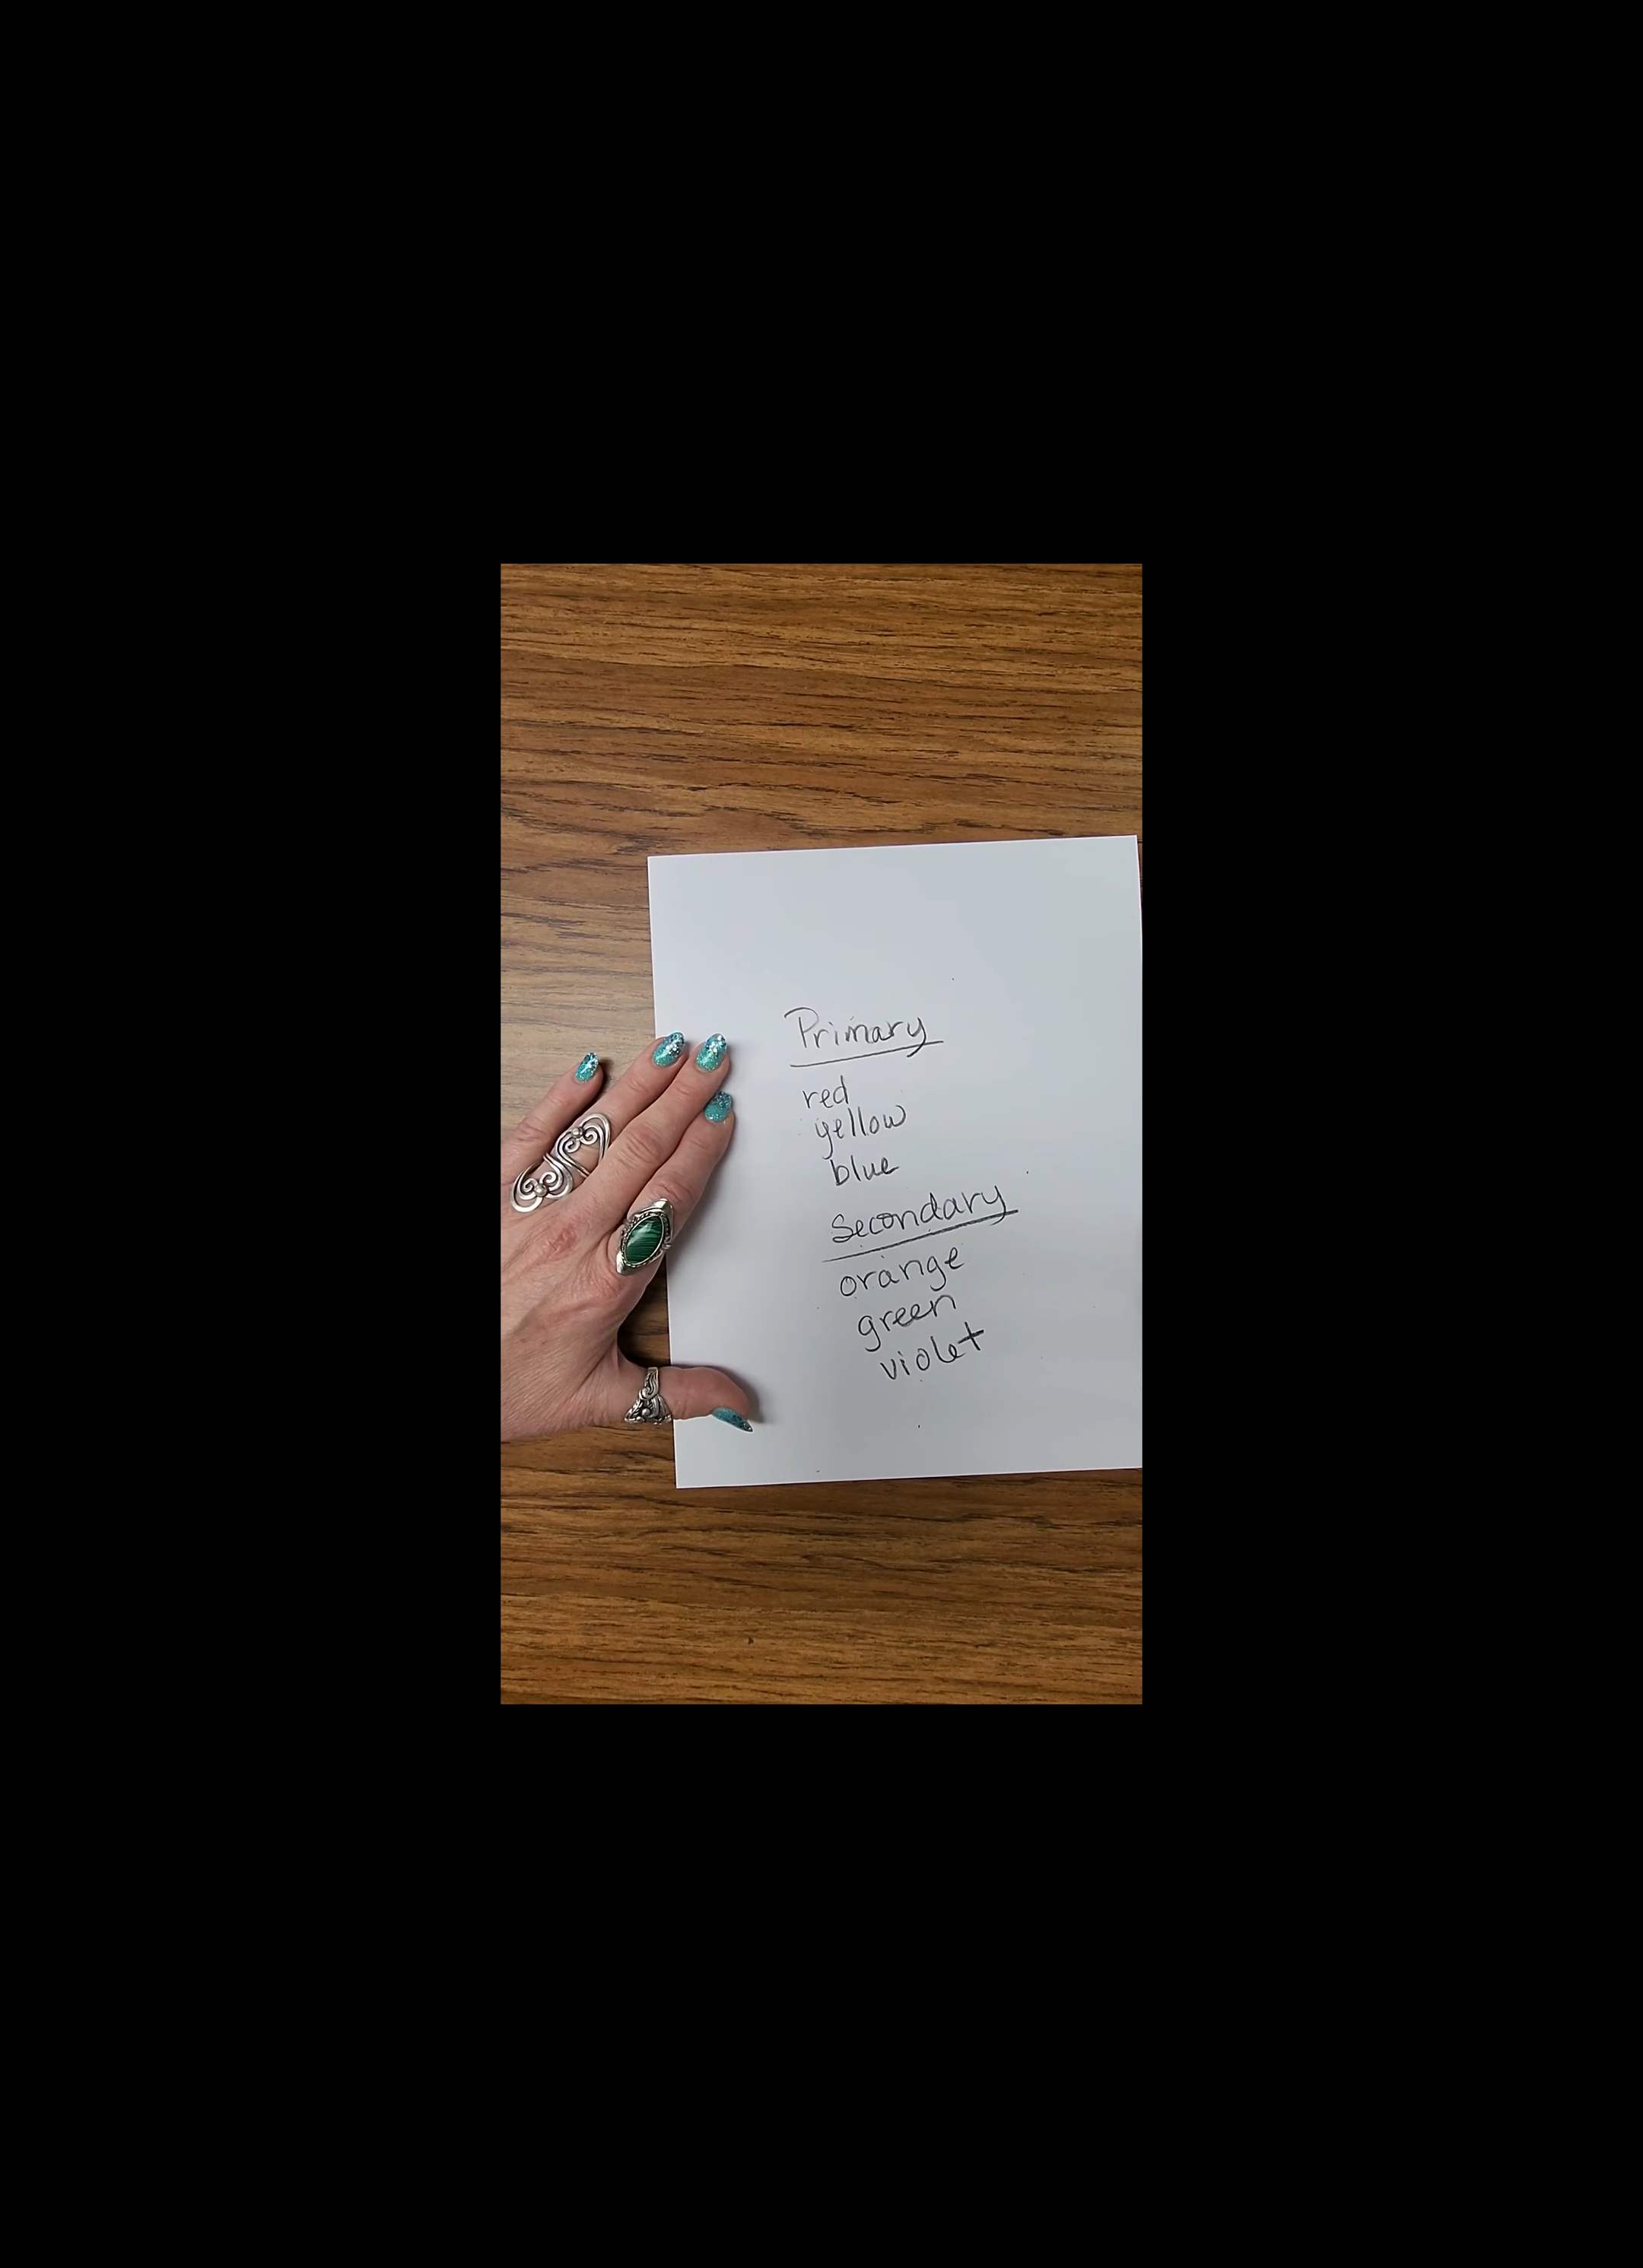 Primary
red
yellow
blue
Secondary
orange
green
violet